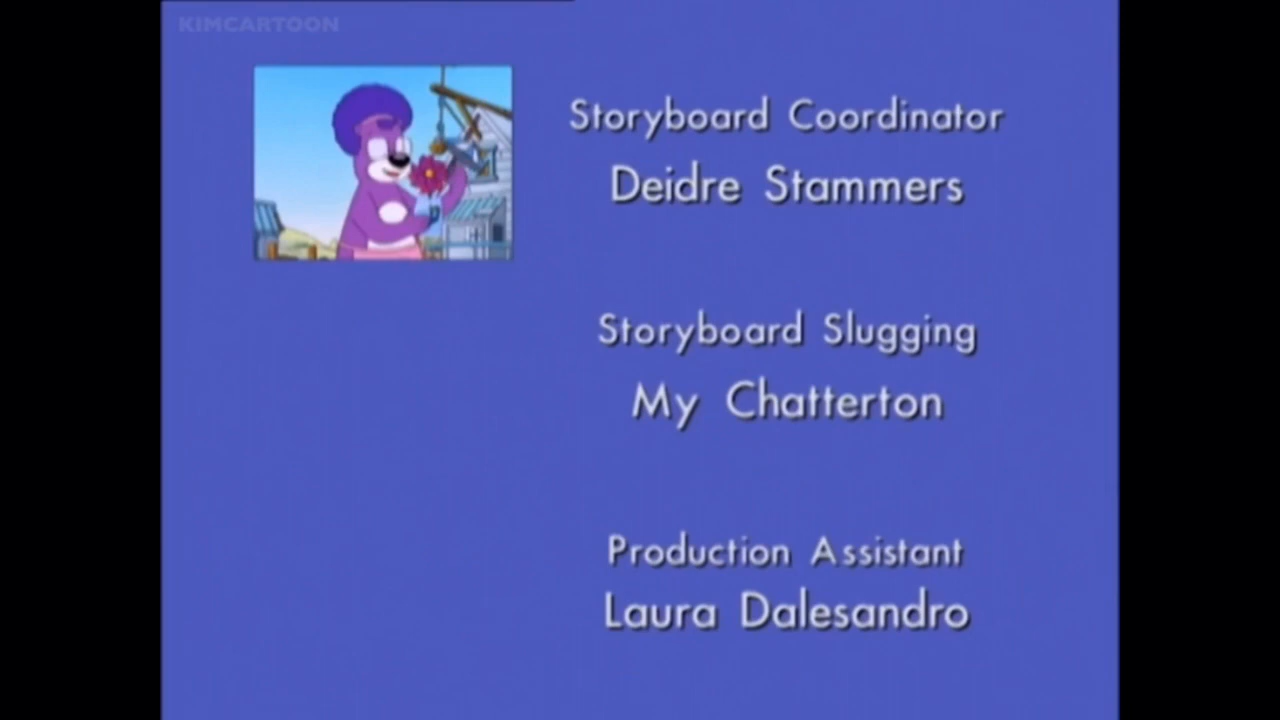 KIMCARTOON
Storyboard Coordinator
Deidre Stammers
Storyboard Slugging
My Chatterton
Production Assistant
Laura Dalesandro